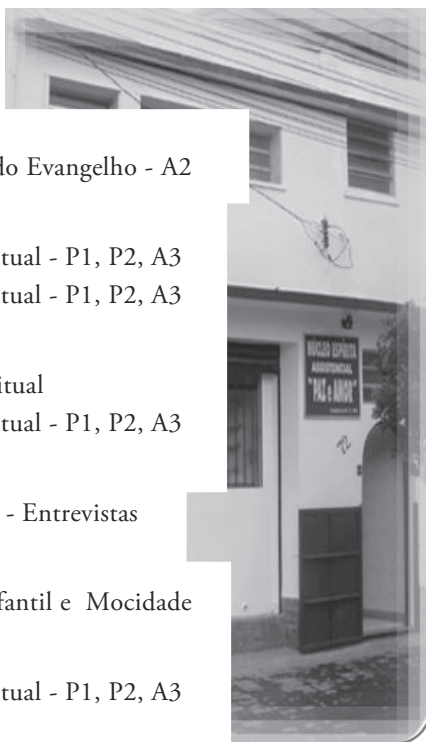 do Evangelho - A2
tual - P1, P2, A3
tual - P1, P2, A3
itual
tual - P1, P2, A3
- Entrevistas
fantil e Mocidade
tual - P1, P2, A3
NÚCLEO ESPÍRITA
ASSISTENCIAL
"PAZ e AMOR"
72